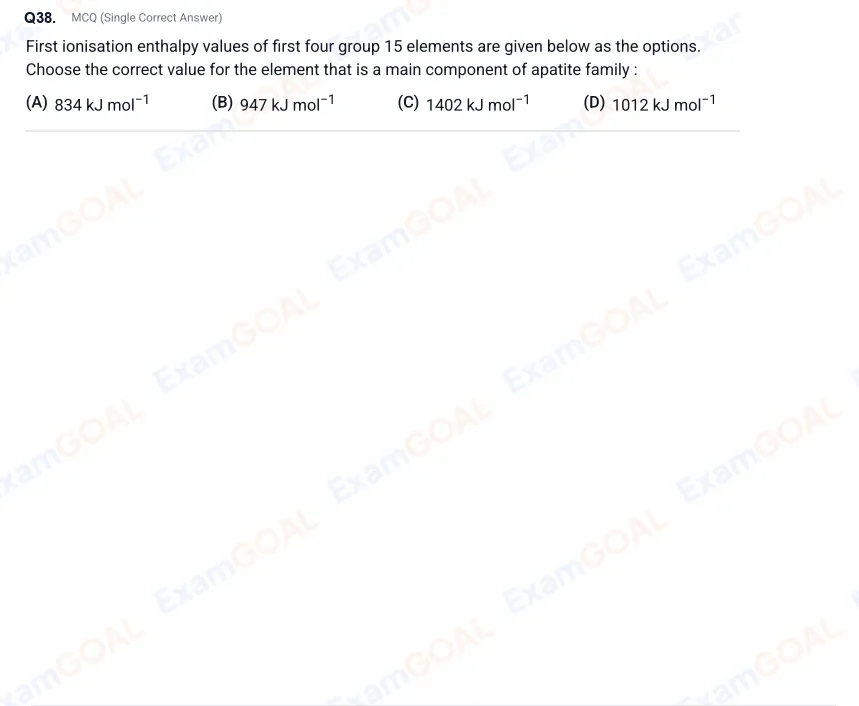 Q38. MCQ (Single Correct Answer)
First ionisation enthalpy values of first four group 15 elements are given below as the options.
Choose the correct value for the element that is a main component of apatite family :
(A) 834 kJ mol⁻¹ (B) 947 kJ mol⁻¹ (C) 1402 kJ mol⁻¹ (D) 1012 kJ mol⁻¹
ExamGOAL